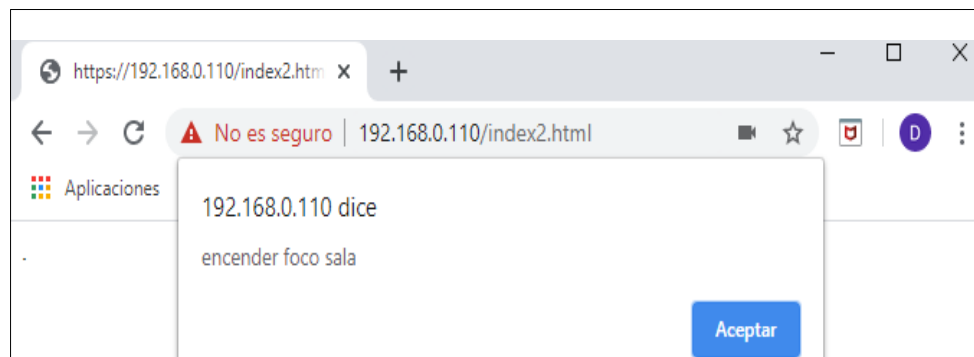 https://192.168.0.110/index2.htm
No es seguro 192.168.0.110/index2.html
D
Aplicaciones
192.168.0.110 dice
encender foco sala
Aceptar